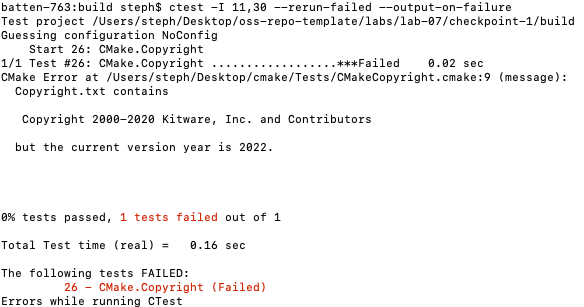 batten-763:build steph$ ctest -I 11,30 --rerun-failed --output-on-failure
Test project /Users/steph/Desktop/oss-repo-template/labs/lab-07/checkpoint-1/build
Guessing configuration NoConfig
    Start 26: CMake.Copyright
1/1 Test #26: CMake.Copyright ..................***Failed    0.02 sec
CMake Error at /Users/steph/Desktop/cmake/Tests/CMakeCopyright.cmake:9 (message):
  Copyright.txt contains

   Copyright 2000-2020 Kitware, Inc. and Contributors

  but the current version year is 2022.

0% tests passed, 1 tests failed out of 1

Total Test time (real) =   0.16 sec

The following tests FAILED:
         26 - CMake.Copyright (Failed)
Errors while running CTest